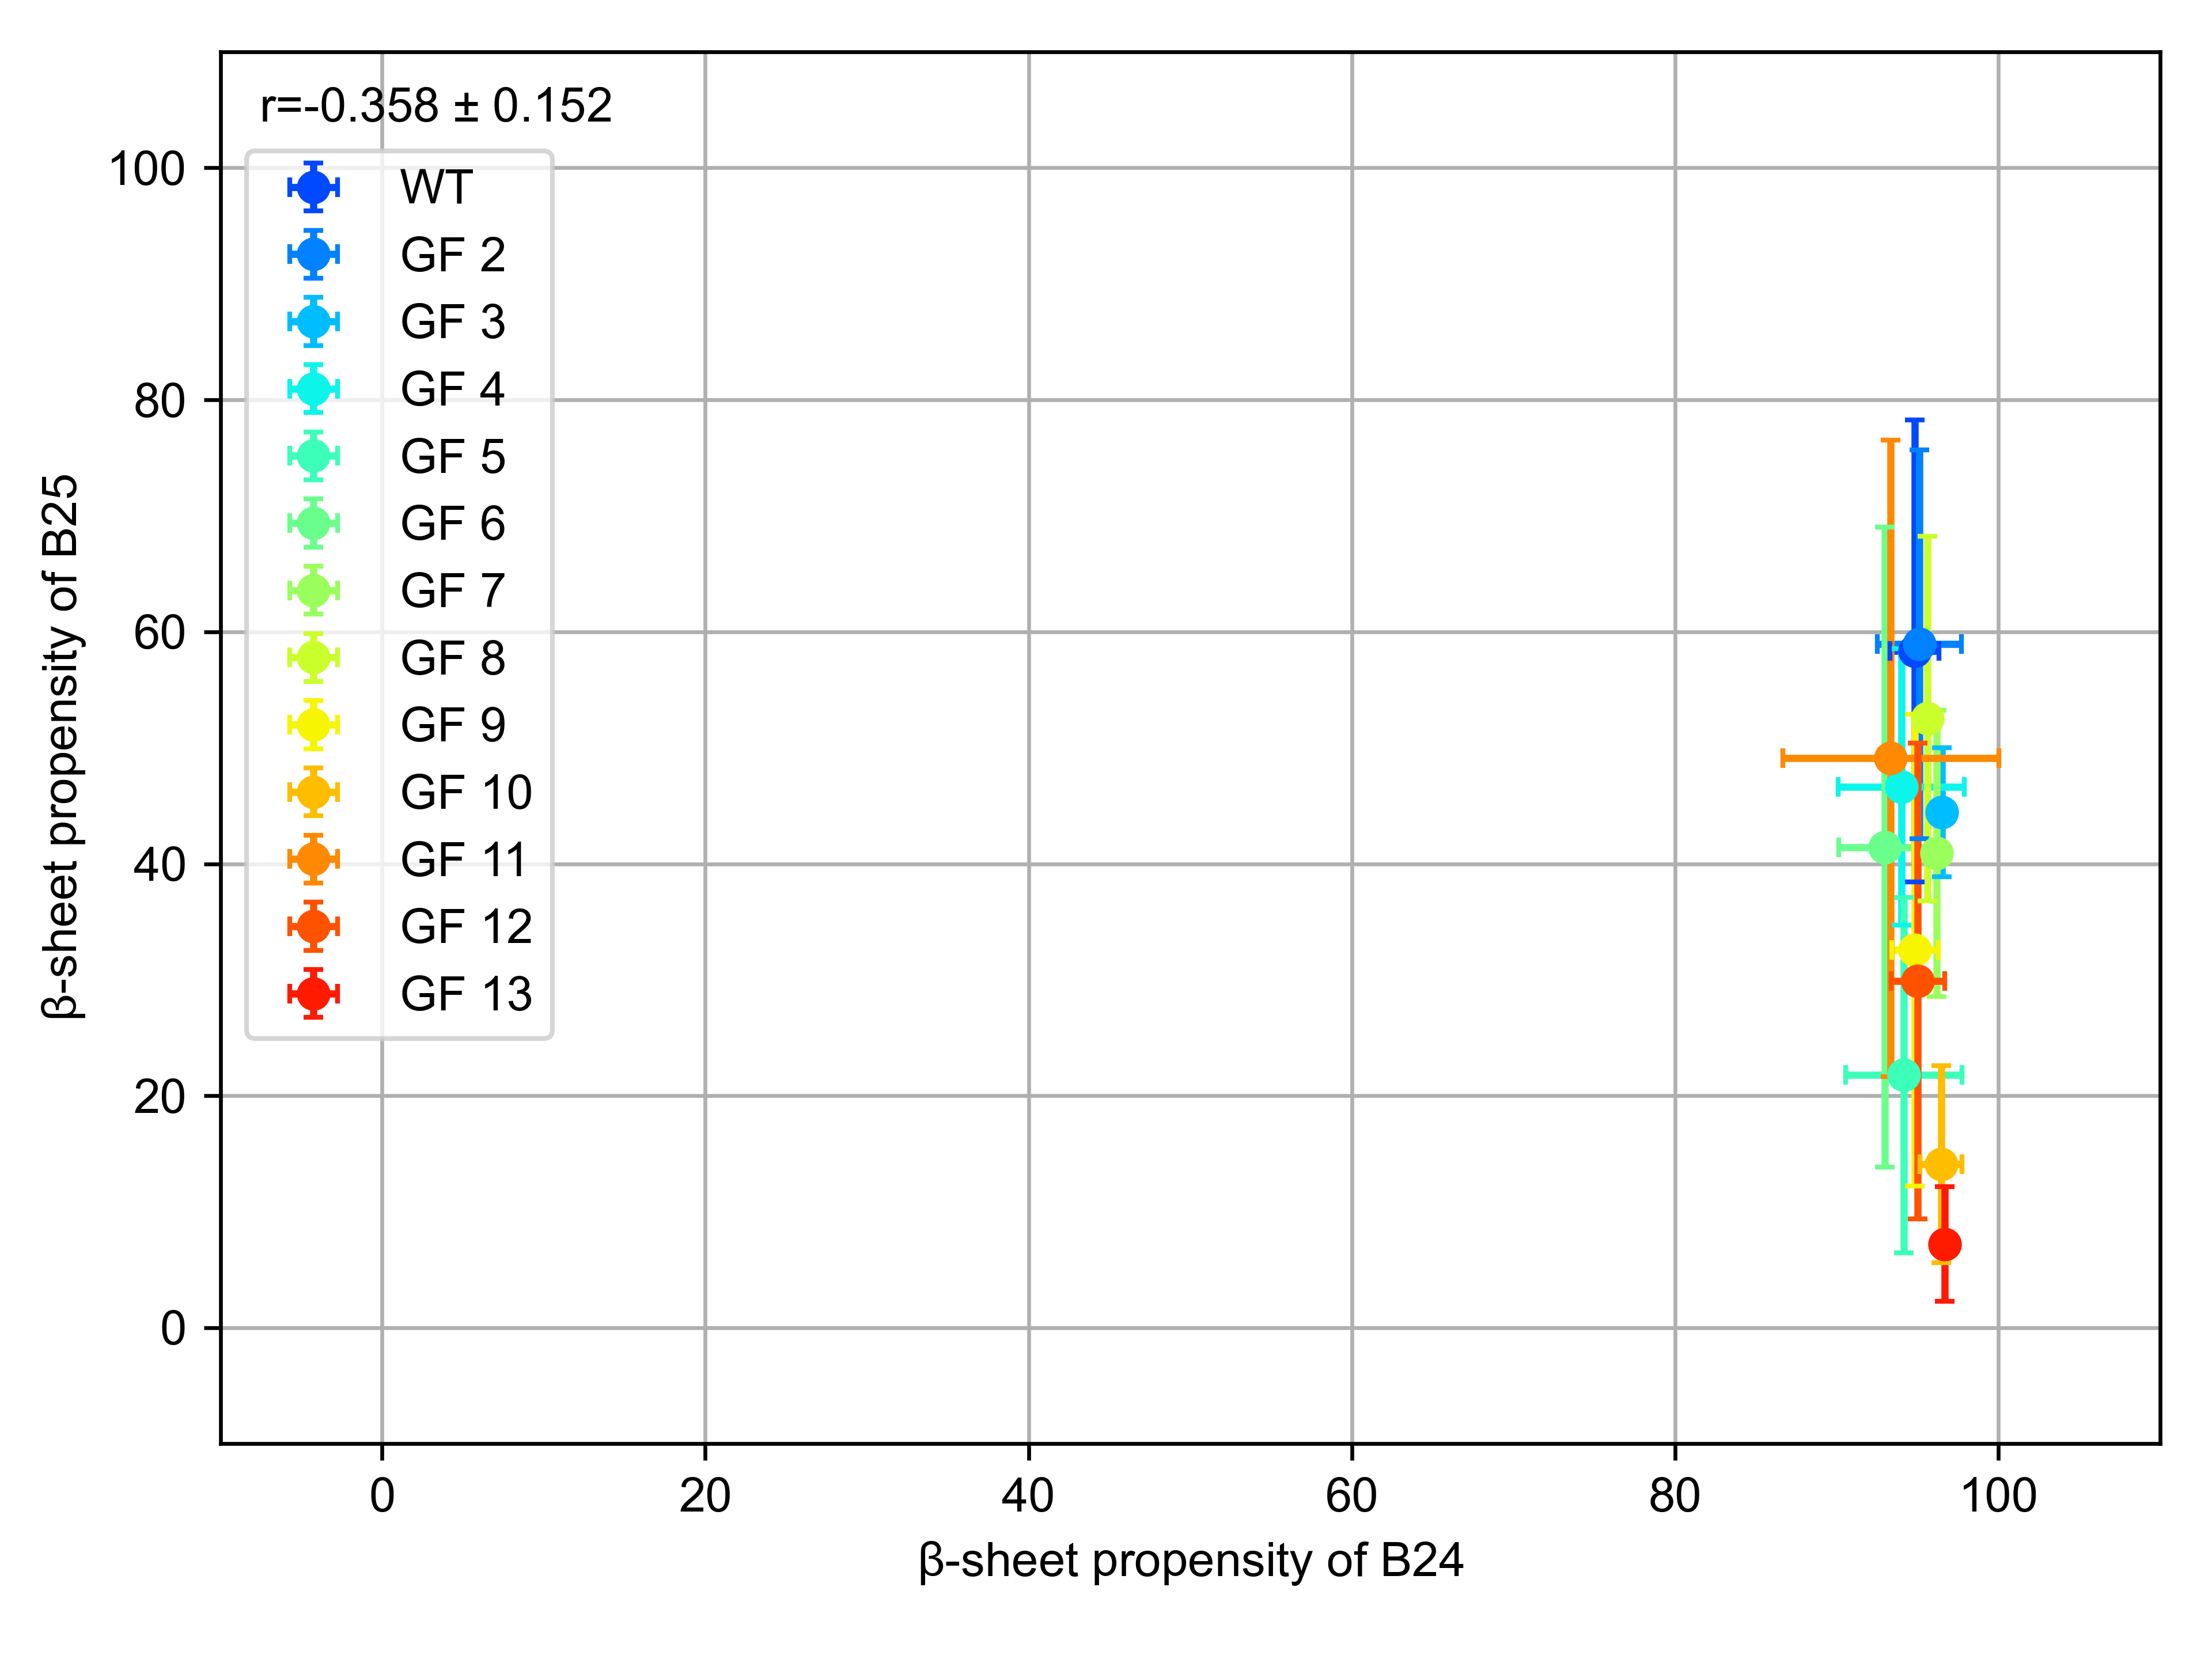 r=-0.358 ± 0.152
WT
GF 2
GF 3
GF 4
GF 5
GF 6
GF 7
GF 8
GF 9
GF 10
GF 11
GF 12
GF 13
100
80
60
40
20
0
β-sheet propensity of B25
0 20 40 60 80 100
β-sheet propensity of B24